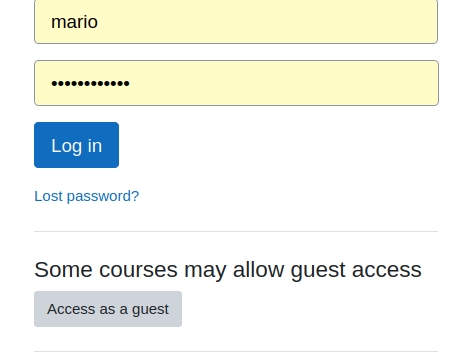 mario
••••••••••••
Log in
Lost password?
Some courses may allow guest access
Access as a guest